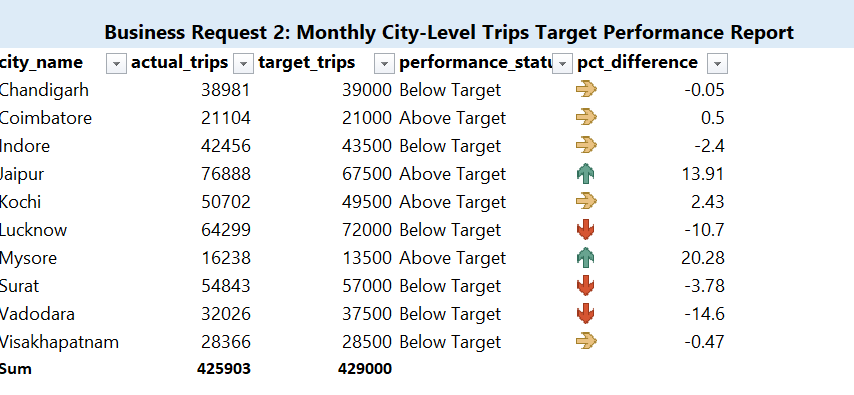 Business Request 2: Monthly City-Level Trips Target Performance Report
city_name actual_trips target_trips performance_statu pct_difference
Chandigarh 38981 39000 Below Target -0.05
Coimbatore 21104 21000 Above Target 0.5
Indore 42456 43500 Below Target -2.4
Jaipur 76888 67500 Above Target 13.91
Kochi 50702 49500 Above Target 2.43
Lucknow 64299 72000 Below Target -10.7
Mysore 16238 13500 Above Target 20.28
Surat 54843 57000 Below Target -3.78
Vadodara 32026 37500 Below Target -14.6
Visakhapatnam 28366 28500 Below Target -0.47
Sum 425903 429000